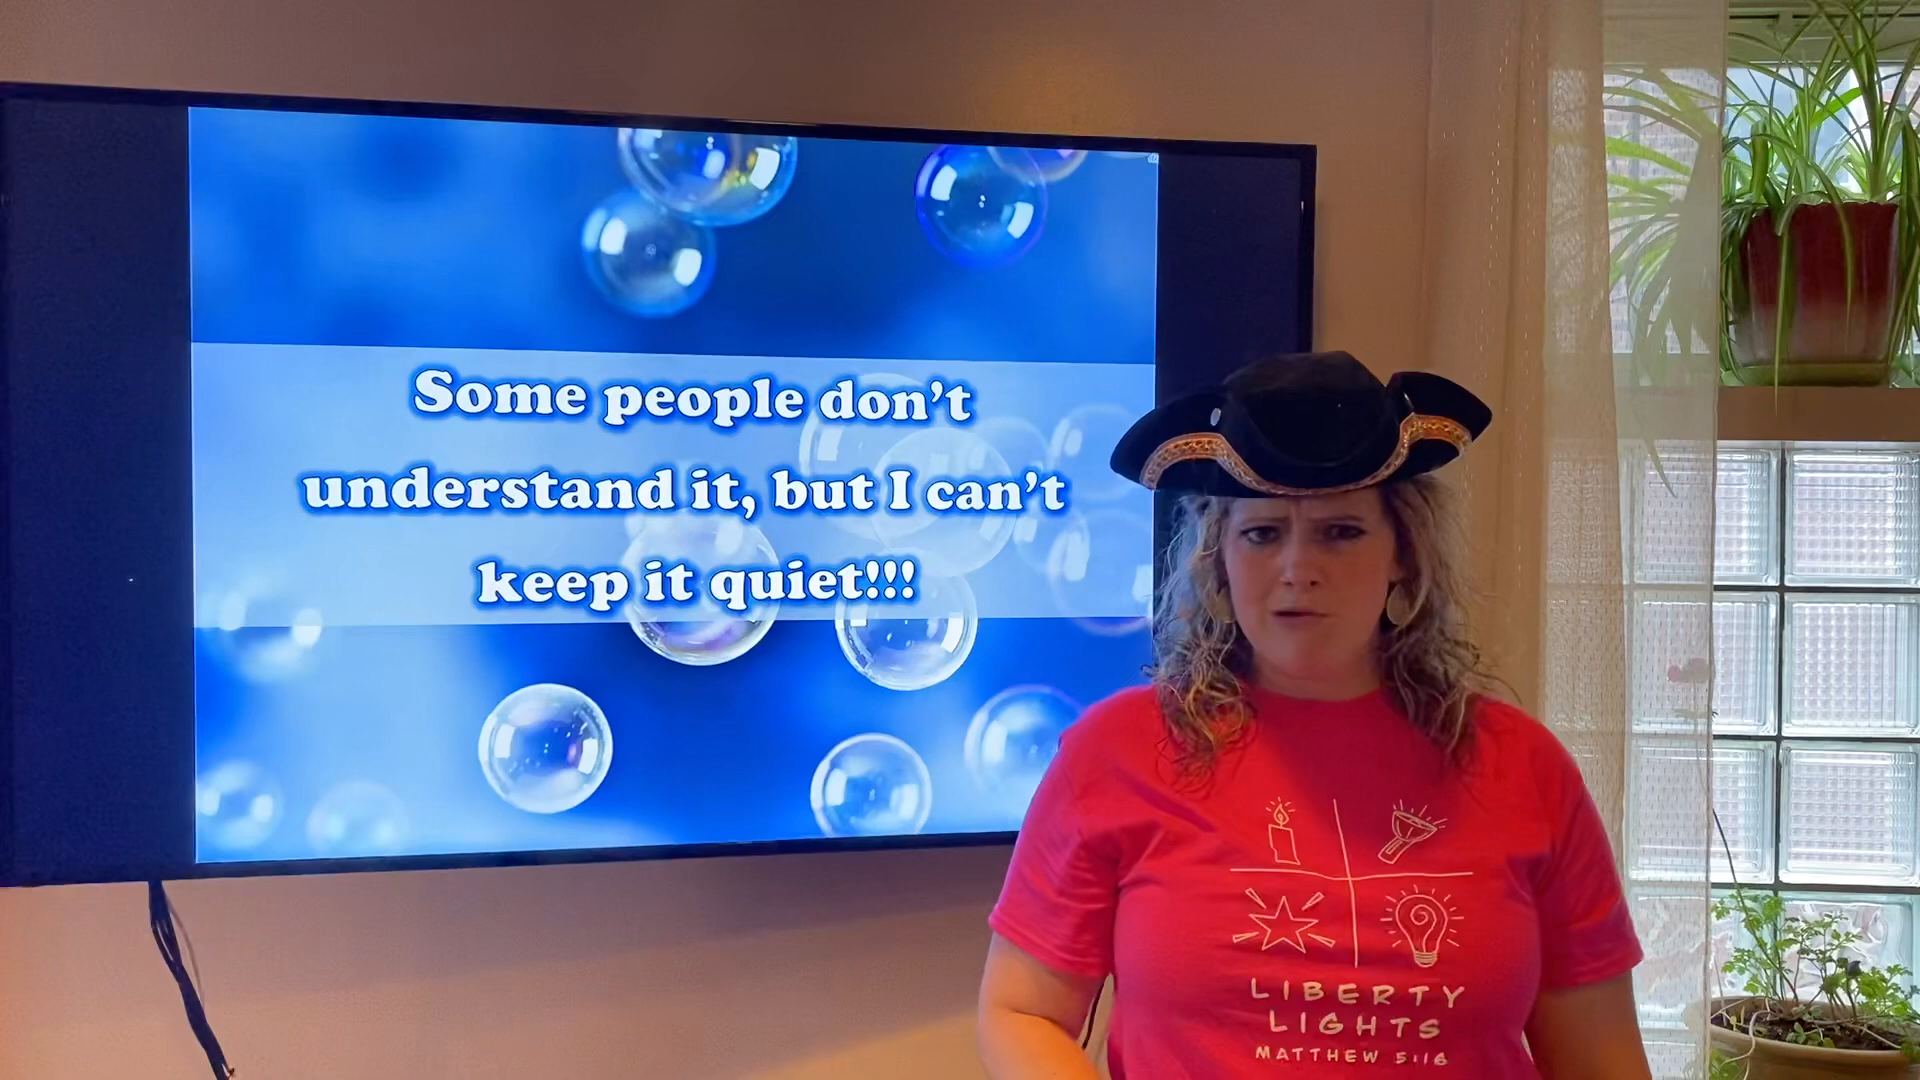 Some people don't
understand it, but I can't
keep it quiet!!!
LIBERTY
LIGHTS
MATTHEW 5:16